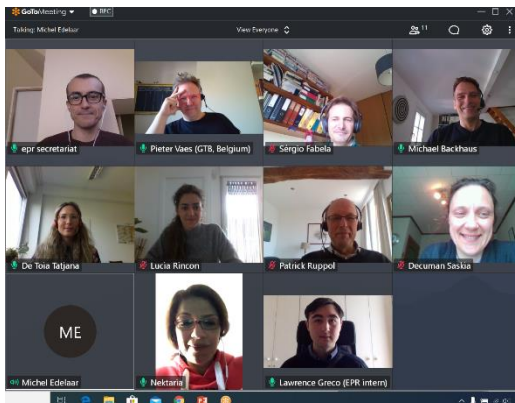 GoToMeeting
REC
Talking: Michel Edelaar
View Everyone
11
epr secretariat
Pieter Vaes (GTB, Belgium)
Sérgio Fabela
Michael Backhaus
De Toia Tatjana
Lucia Rincon
Patrick Ruppol
Decuman Saskia
ME
Michel Edelaar
Nektaria
Lawrence Greco (EPR intern)